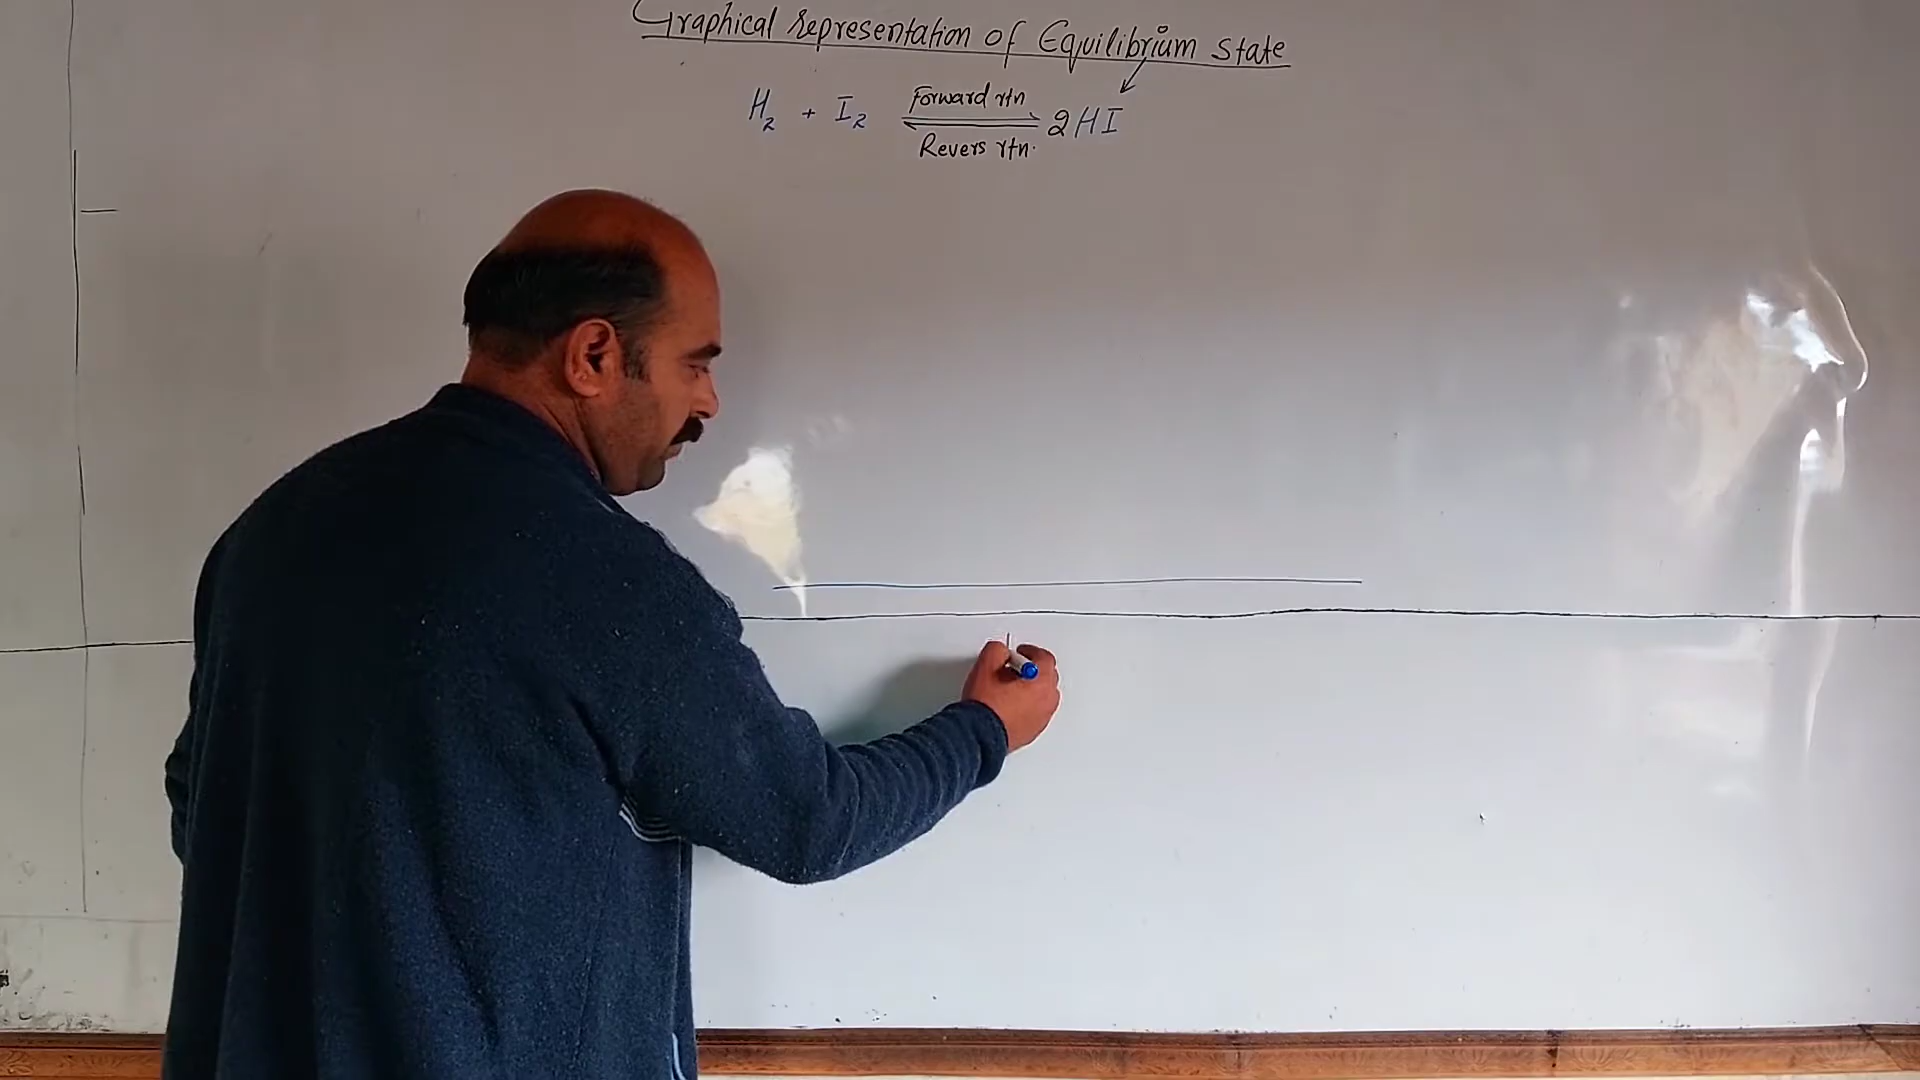 Graphical representation of Equilibrium state
H₂ + I₂ Forward rtn ⇌ 2HI
Revers rtn.